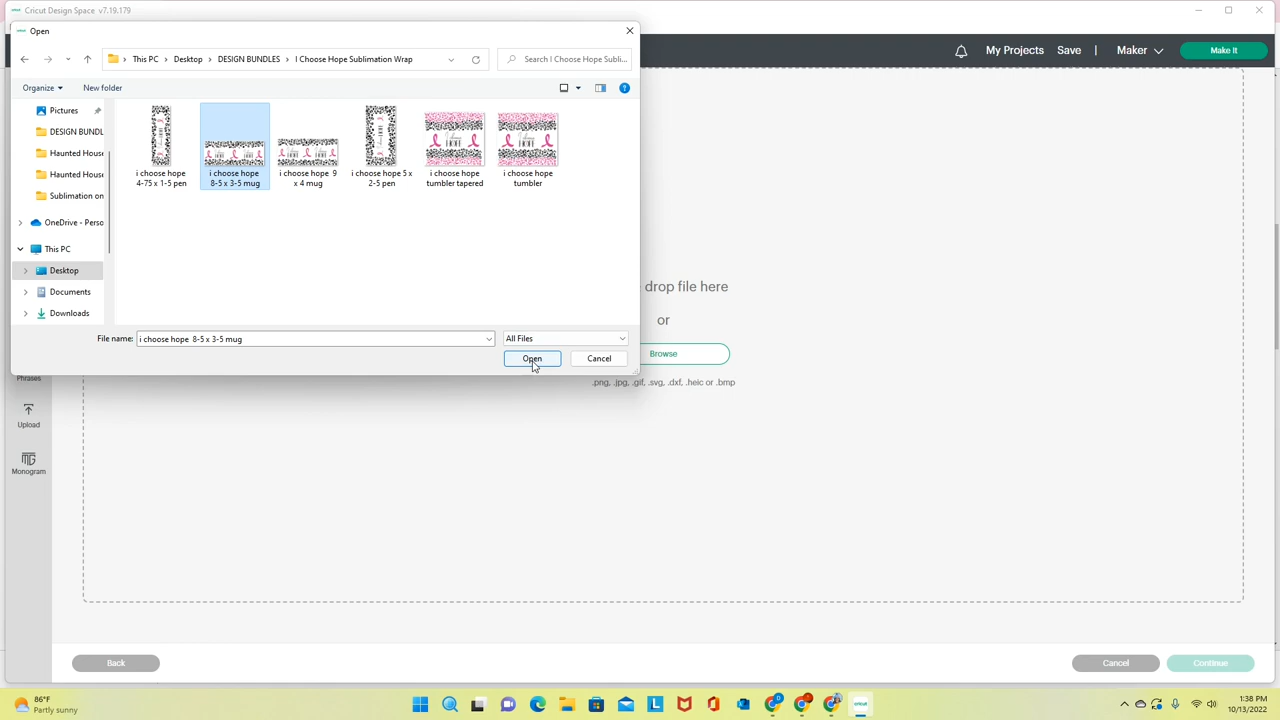 Cricut Design Space v7.19.179
Open
This PC > Desktop > DESIGN BUNDLES > I Choose Hope Sublimation Wrap
Search I Choose Hope Subli...
My Projects Save | Maker Make It
Organize New folder
Pictures
DESIGN BUNDL
Haunted House
Haunted House
Sublimation on
OneDrive - Perso
This PC
Desktop
Documents
Downloads
i choose hope
4-75 x 1-5 pen
i choose hope
8-5 x 3-5 mug
i choose hope 9
x 4 mug
i choose hope 5 x
2-5 pen
i choose hope
tumbler tapered
i choose hope
tumbler
File name: i choose hope 8-5 x 3-5 mug
All Files
Open Cancel
drop file here
or
Browse
.png, .jpg, .gif, .svg, .dxf, .heic or .bmp
Phrases
Upload
Monogram
Back
Cancel Continue
86°F
Partly sunny
1:38 PM
10/13/2022